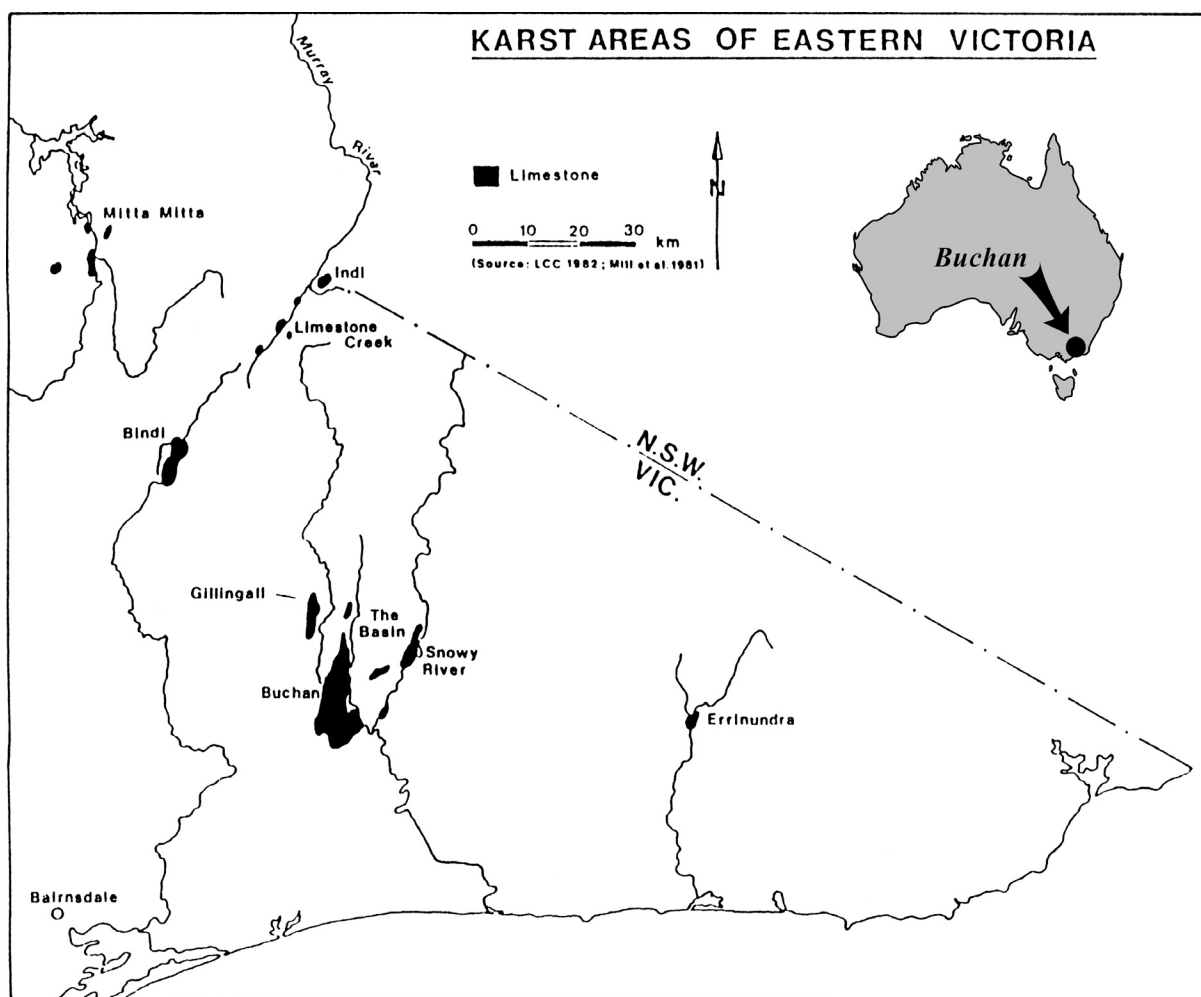 KARST AREAS OF EASTERN VICTORIA
Murray
River
Limestone
N
0 10 20 30 km
(Source: LCC 1982; Mill et al. 1981)
Buchan
Mitta Mitta
Indi
Limestone
Creek
Bindi
N.S.W.
VIC.
Gillingall
The
Basin
Snowy
River
Buchan
Errinundra
Bairnsdale